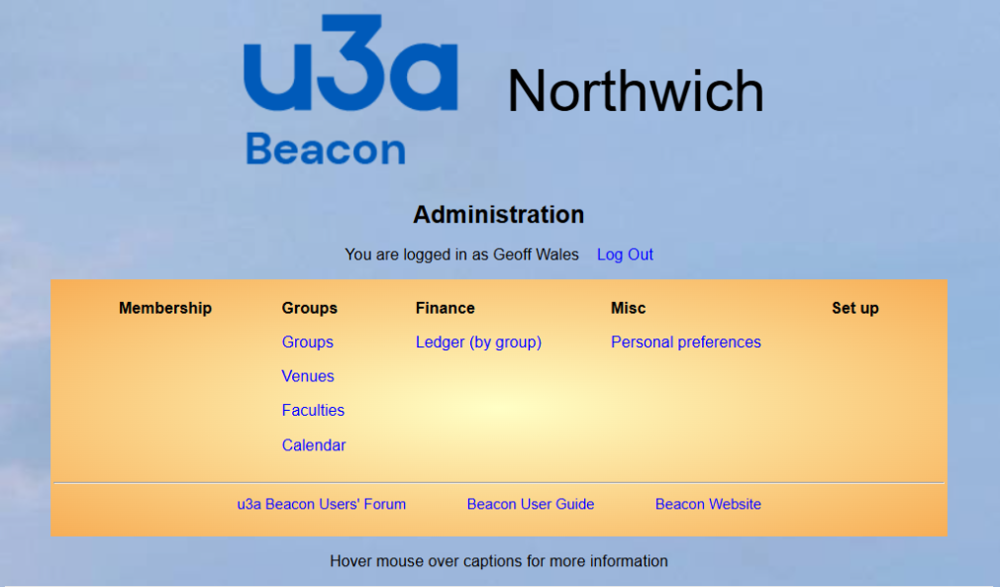 u3a Northwich
Beacon
Administration
You are logged in as Geoff Wales Log Out
Membership Groups Finance Misc Set up
Groups Ledger (by group) Personal preferences
Venues
Faculties
Calendar
u3a Beacon Users' Forum Beacon User Guide Beacon Website
Hover mouse over captions for more information